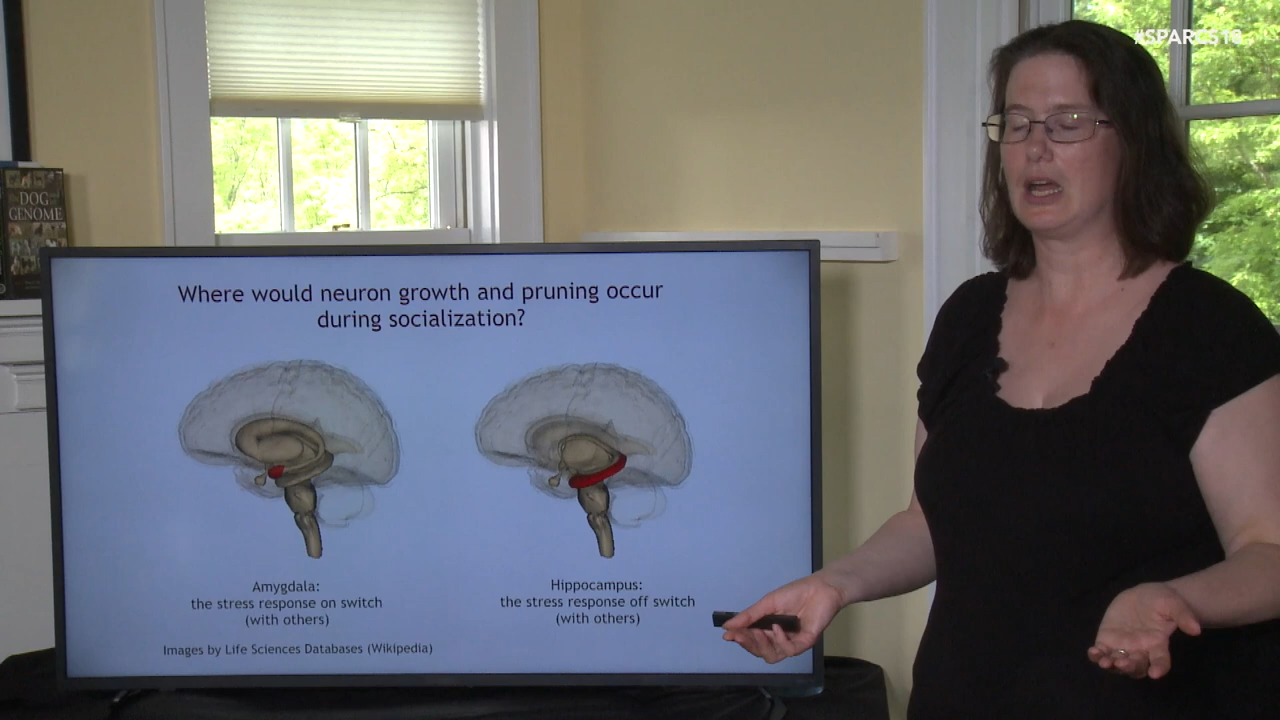 #SPARCS18
DOG
GENOME
Where would neuron growth and pruning occur
during socialization?
Amygdala:
the stress response on switch
(with others)
Hippocampus:
the stress response off switch
(with others)
Images by Life Sciences Databases (Wikipedia)